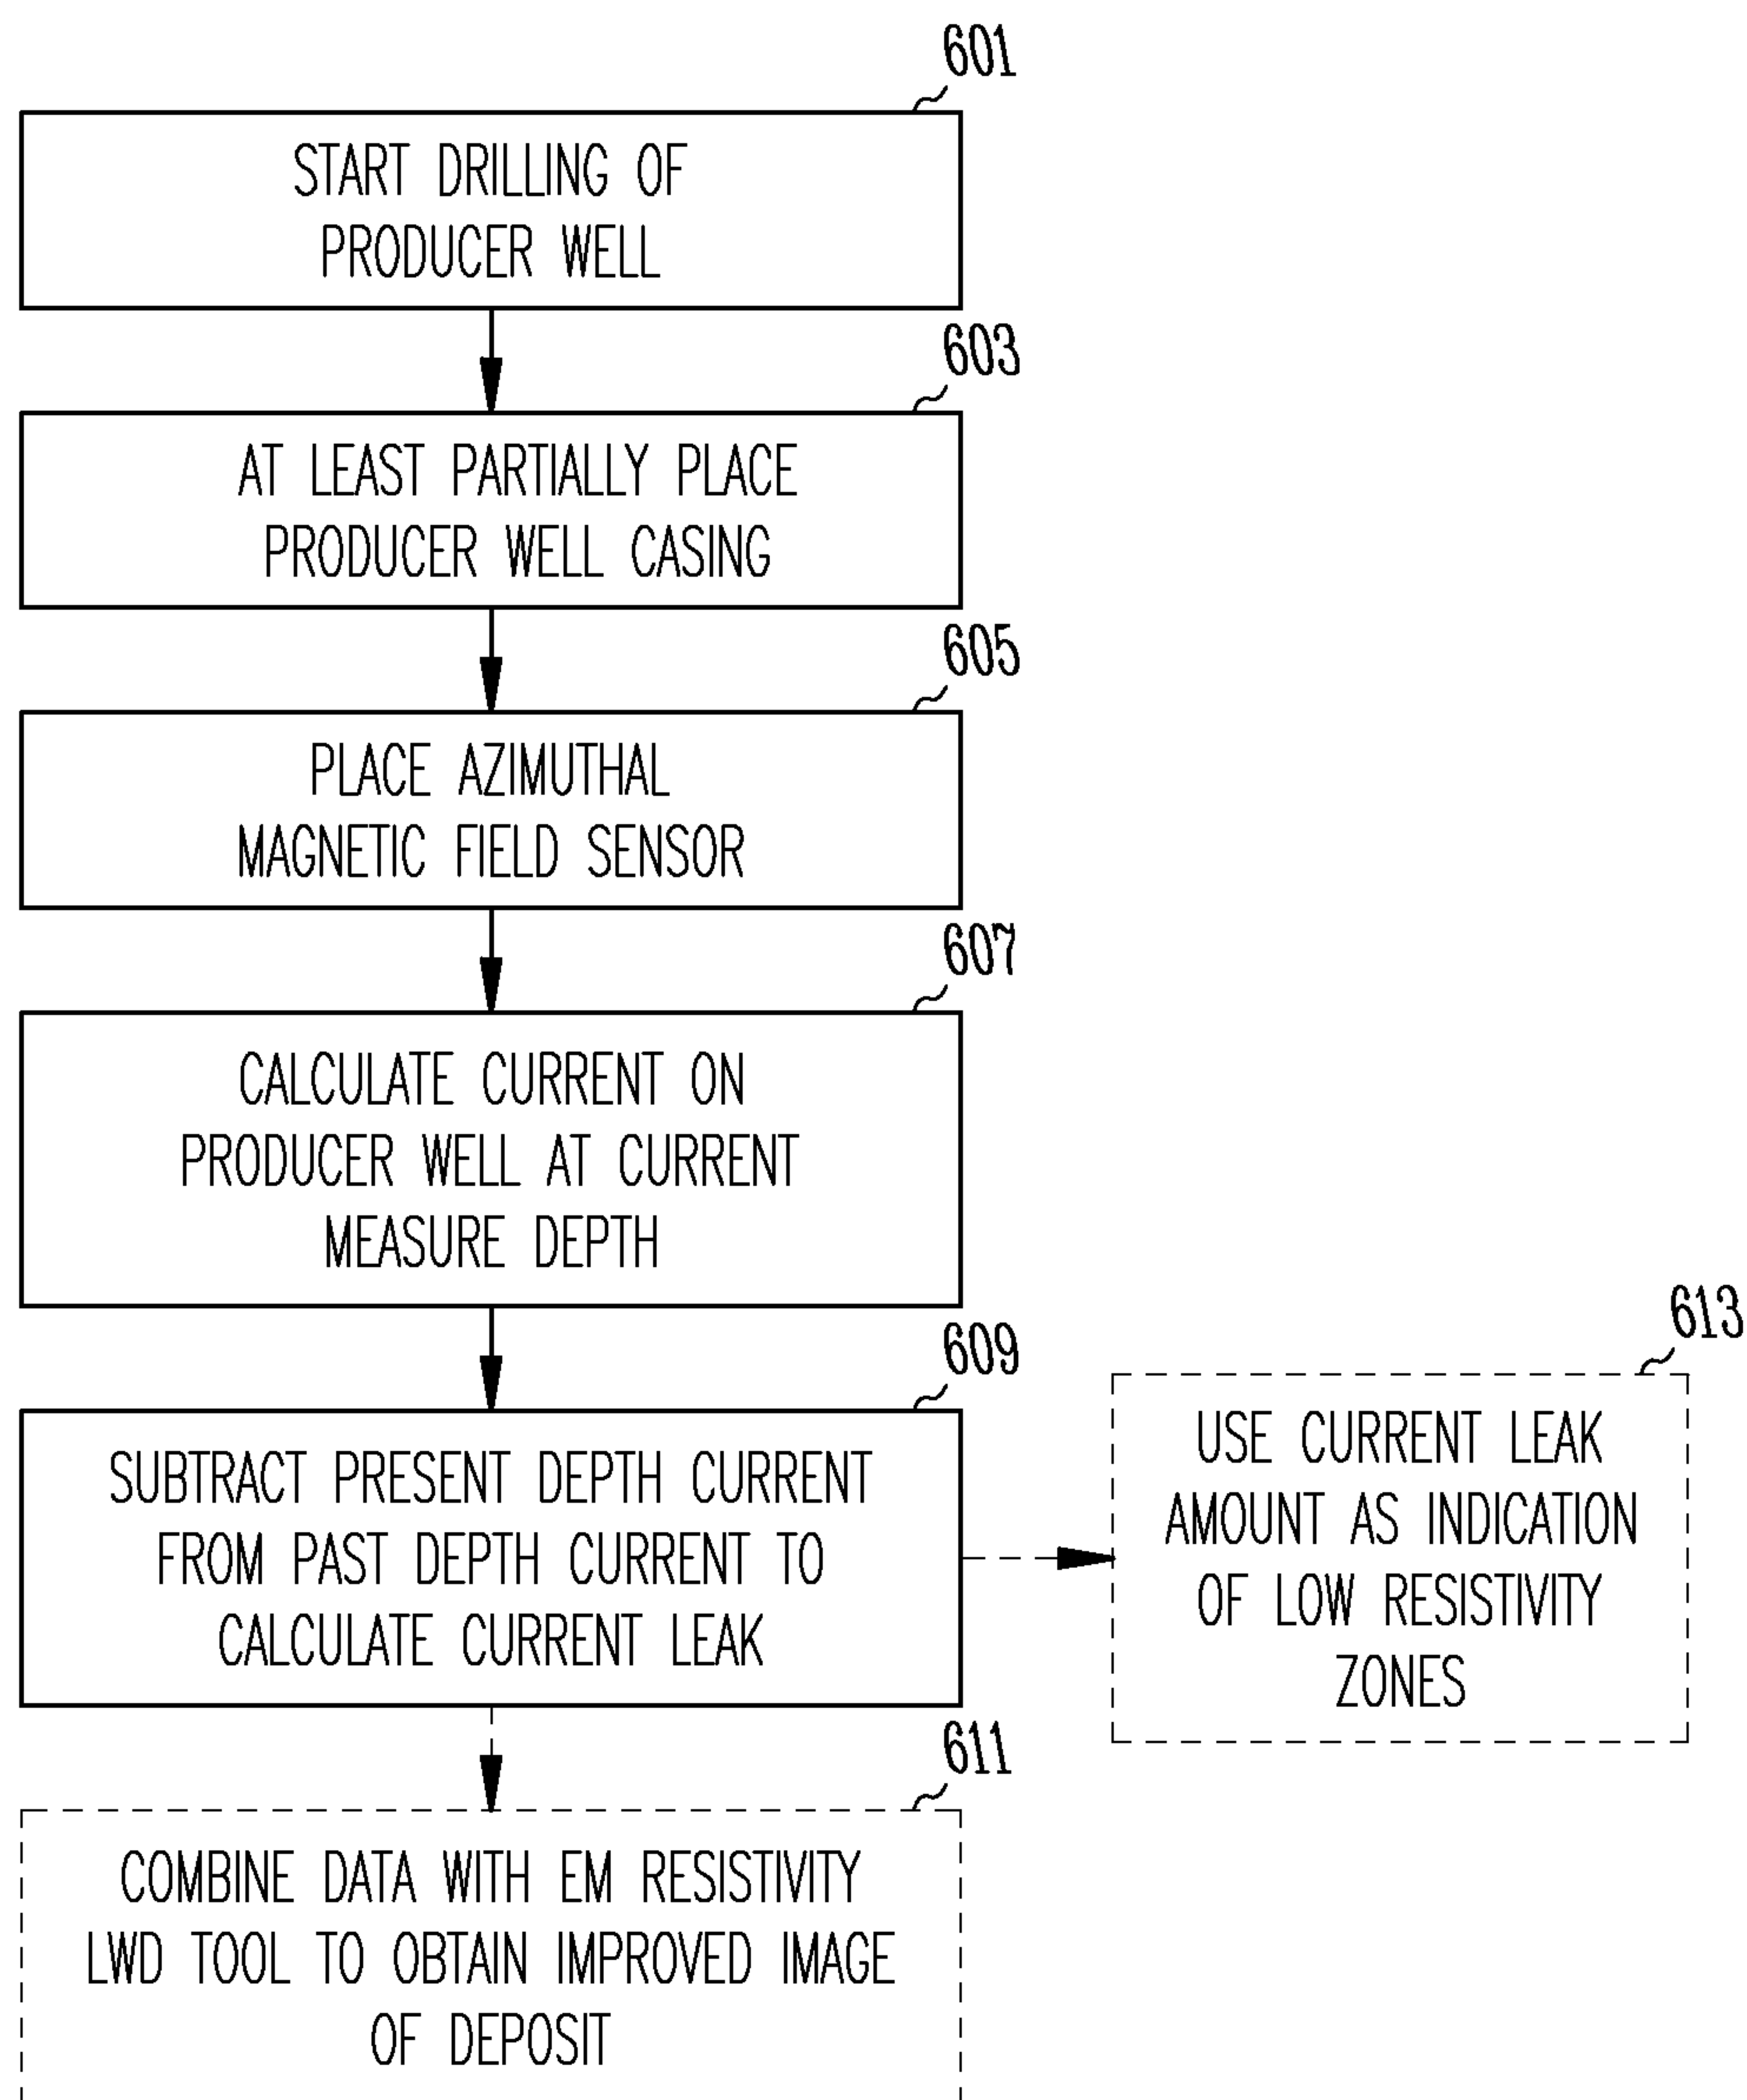 601
START DRILLING OF
PRODUCER WELL
603
AT LEAST PARTIALLY PLACE
PRODUCER WELL CASING
605
PLACE AZIMUTHAL
MAGNETIC FIELD SENSOR
607
CALCULATE CURRENT ON
PRODUCER WELL AT CURRENT
MEASURE DEPTH
609
SUBTRACT PRESENT DEPTH CURRENT
FROM PAST DEPTH CURRENT TO
CALCULATE CURRENT LEAK
613
USE CURRENT LEAK
AMOUNT AS INDICATION
OF LOW RESISTIVITY
ZONES
611
COMBINE DATA WITH EM RESISTIVITY
LWD TOOL TO OBTAIN IMPROVED IMAGE
OF DEPOSIT